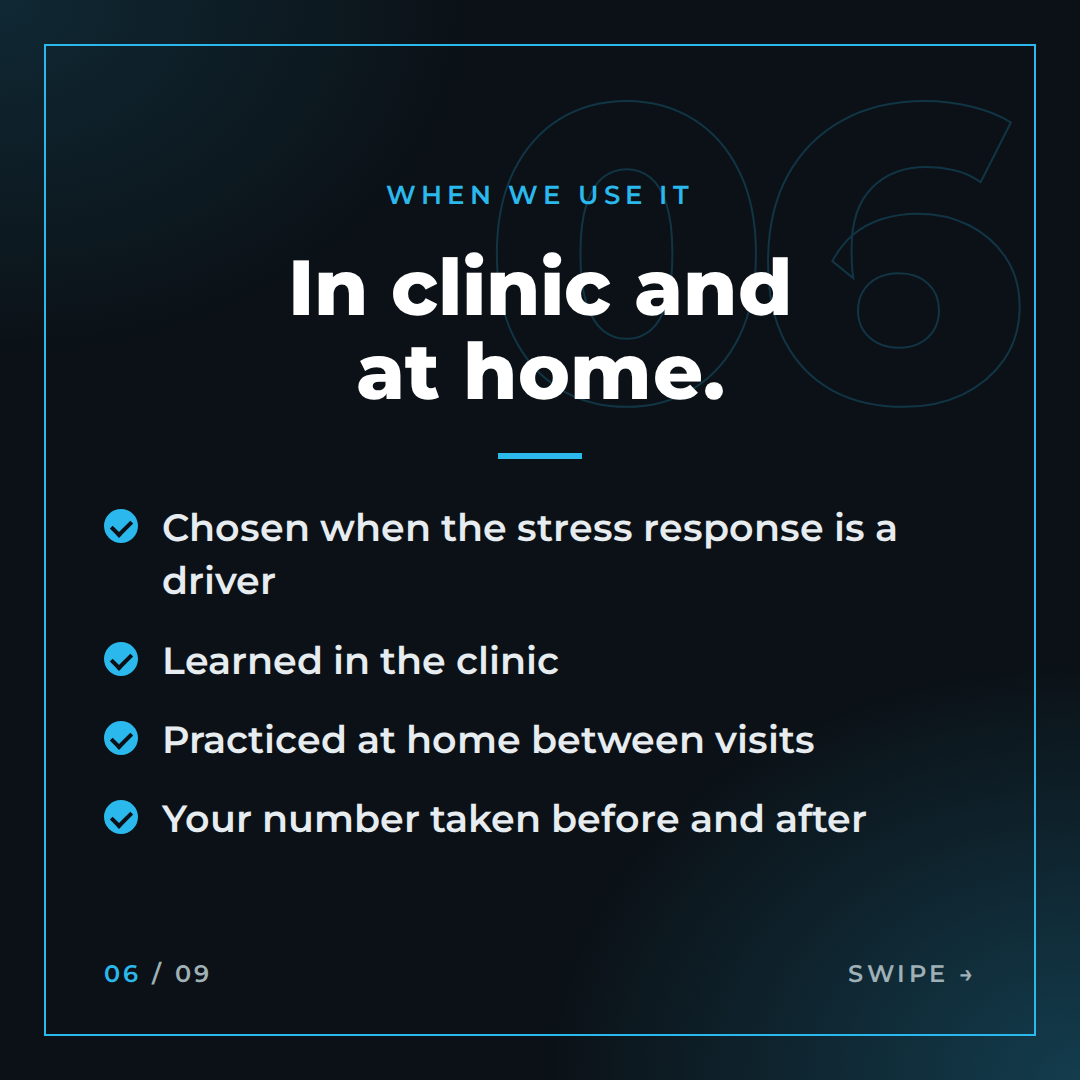 06
WHEN WE USE IT
In clinic and
at home.
Chosen when the stress response is a
driver
Learned in the clinic
Practiced at home between visits
Your number taken before and after
06 / 09
SWIPE →